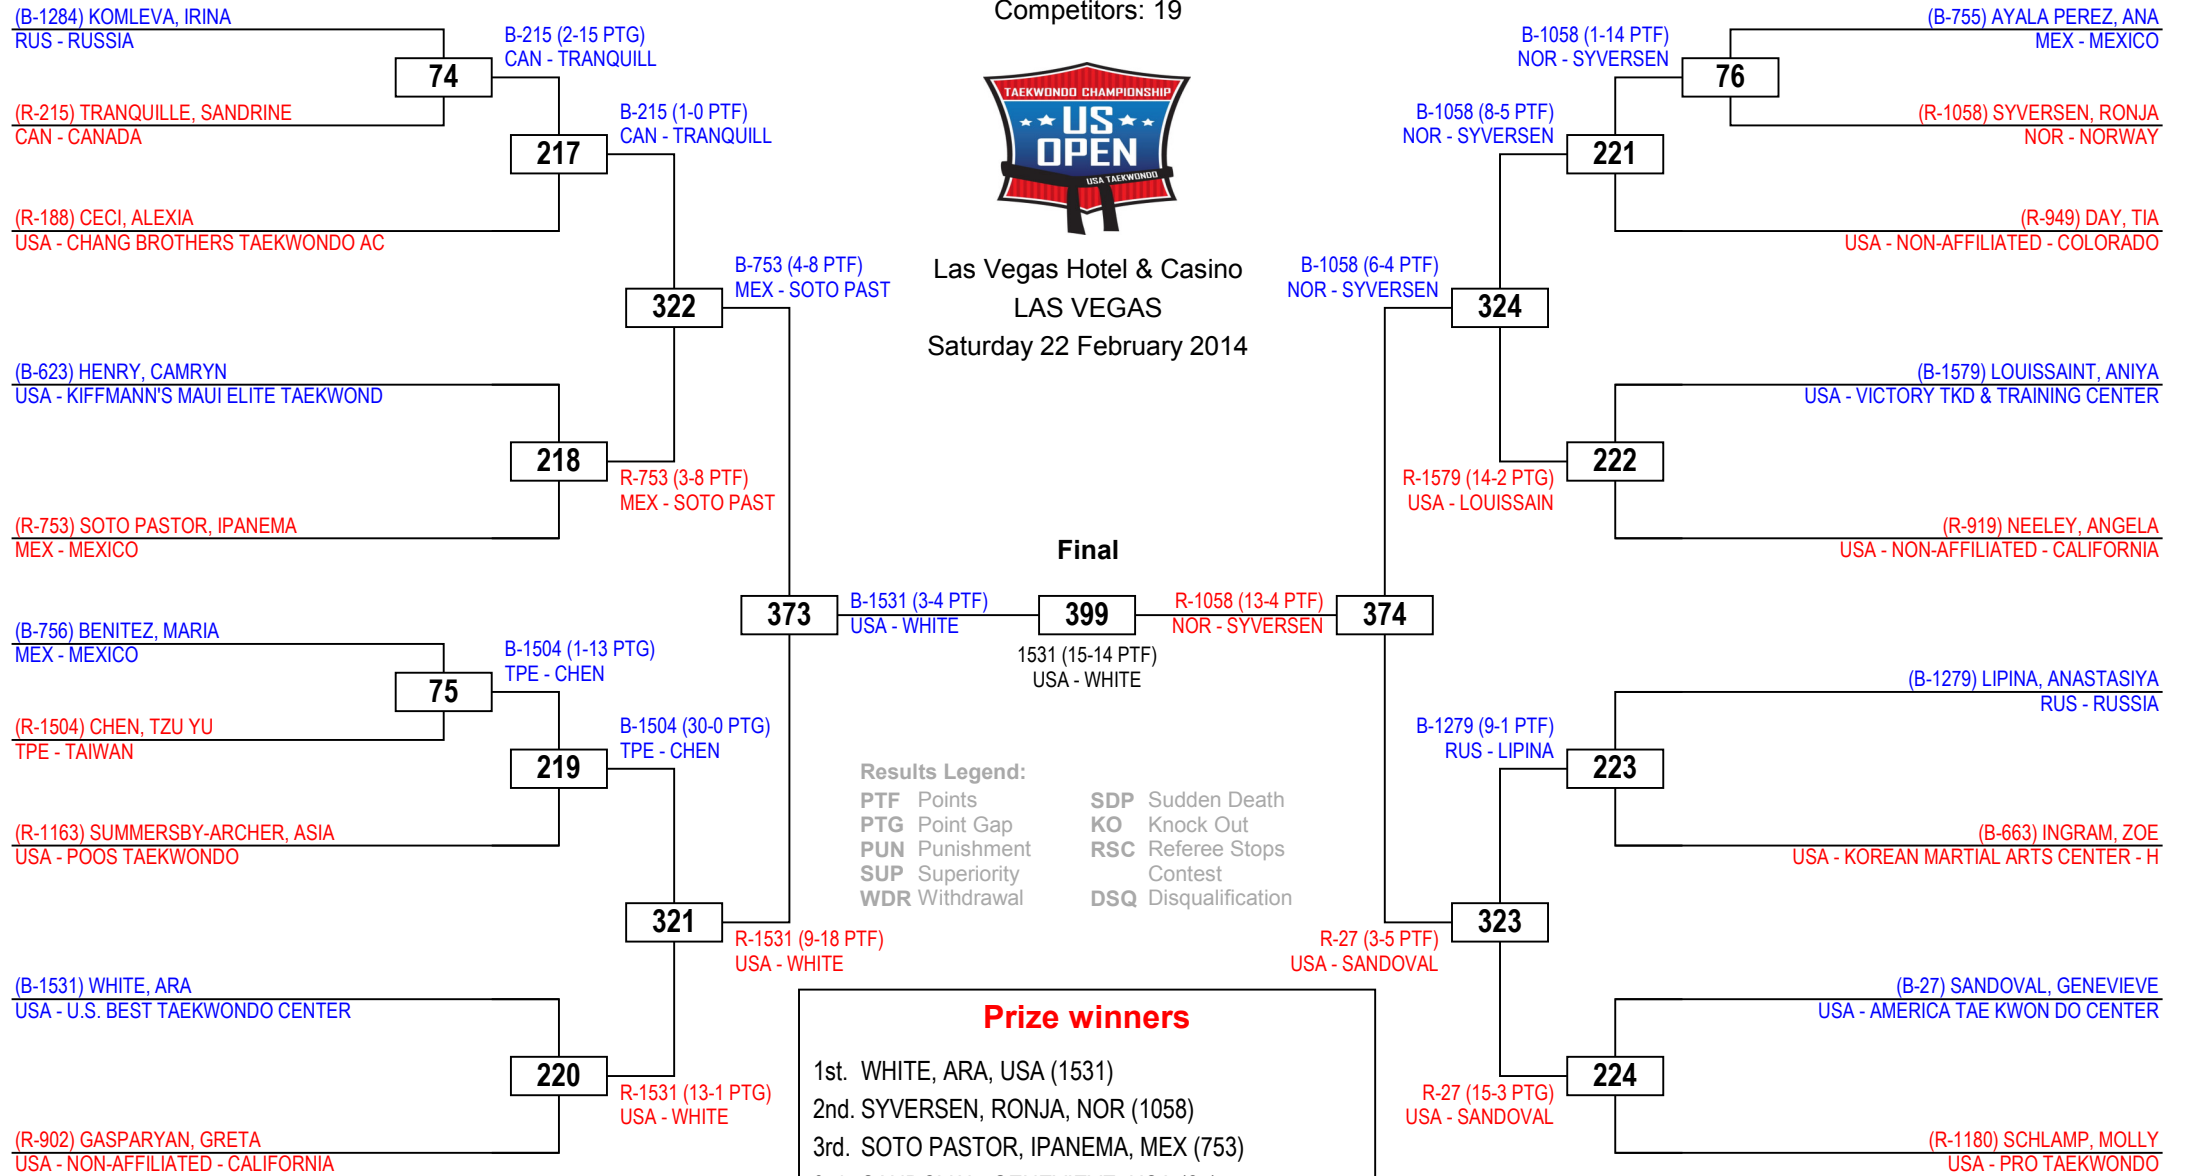 Competitors: 19
TAEKWONDO CHAMPIONSHIP
US
OPEN
USA TAEKWONDO
Las Vegas Hotel & Casino
LAS VEGAS
Saturday 22 February 2014
(B-1284) KOMLEVA, IRINA
RUS - RUSSIA
74
(R-215) TRANQUILLE, SANDRINE
CAN - CANADA
B-215 (2-15 PTG)
CAN - TRANQUILL
217
(R-188) CECI, ALEXIA
USA - CHANG BROTHERS TAEKWONDO AC
B-215 (1-0 PTF)
CAN - TRANQUILL
322
(B-623) HENRY, CAMRYN
USA - KIFFMANN'S MAUI ELITE TAEKWOND
218
(R-753) SOTO PASTOR, IPANEMA
MEX - MEXICO
R-753 (3-8 PTF)
MEX - SOTO PAST
B-753 (4-8 PTF)
MEX - SOTO PAST
373
(B-756) BENITEZ, MARIA
MEX - MEXICO
75
(R-1504) CHEN, TZU YU
TPE - TAIWAN
B-1504 (1-13 PTG)
TPE - CHEN
219
(R-1163) SUMMERSBY-ARCHER, ASIA
USA - POOS TAEKWONDO
B-1504 (30-0 PTG)
TPE - CHEN
321
(B-1531) WHITE, ARA
USA - U.S. BEST TAEKWONDO CENTER
220
(R-902) GASPARYAN, GRETA
USA - NON-AFFILIATED - CALIFORNIA
R-1531 (13-1 PTG)
USA - WHITE
R-1531 (9-18 PTF)
USA - WHITE
B-1531 (3-4 PTF)
USA - WHITE
Final
399
1531 (15-14 PTF)
USA - WHITE
R-1058 (13-4 PTF)
NOR - SYVERSEN
374
(B-755) AYALA PEREZ, ANA
MEX - MEXICO
76
(R-1058) SYVERSEN, RONJA
NOR - NORWAY
B-1058 (1-14 PTF)
NOR - SYVERSEN
221
(R-949) DAY, TIA
USA - NON-AFFILIATED - COLORADO
B-1058 (8-5 PTF)
NOR - SYVERSEN
324
B-1058 (6-4 PTF)
NOR - SYVERSEN
(B-1579) LOUISSAINT, ANIYA
USA - VICTORY TKD & TRAINING CENTER
222
(R-919) NEELEY, ANGELA
USA - NON-AFFILIATED - CALIFORNIA
R-1579 (14-2 PTG)
USA - LOUISSAIN
(B-1279) LIPINA, ANASTASIYA
RUS - RUSSIA
223
(B-663) INGRAM, ZOE
USA - KOREAN MARTIAL ARTS CENTER - H
B-1279 (9-1 PTF)
RUS - LIPINA
323
R-27 (3-5 PTF)
USA - SANDOVAL
(B-27) SANDOVAL, GENEVIEVE
USA - AMERICA TAE KWON DO CENTER
224
(R-1180) SCHLAMP, MOLLY
USA - PRO TAEKWONDO
R-27 (15-3 PTG)
USA - SANDOVAL
Results Legend:
PTF Points
PTG Point Gap
PUN Punishment
SUP Superiority
WDR Withdrawal
SDP Sudden Death
KO Knock Out
RSC Referee Stops
Contest
DSQ Disqualification
Prize winners
1st. WHITE, ARA, USA (1531)
2nd. SYVERSEN, RONJA, NOR (1058)
3rd. SOTO PASTOR, IPANEMA, MEX (753)